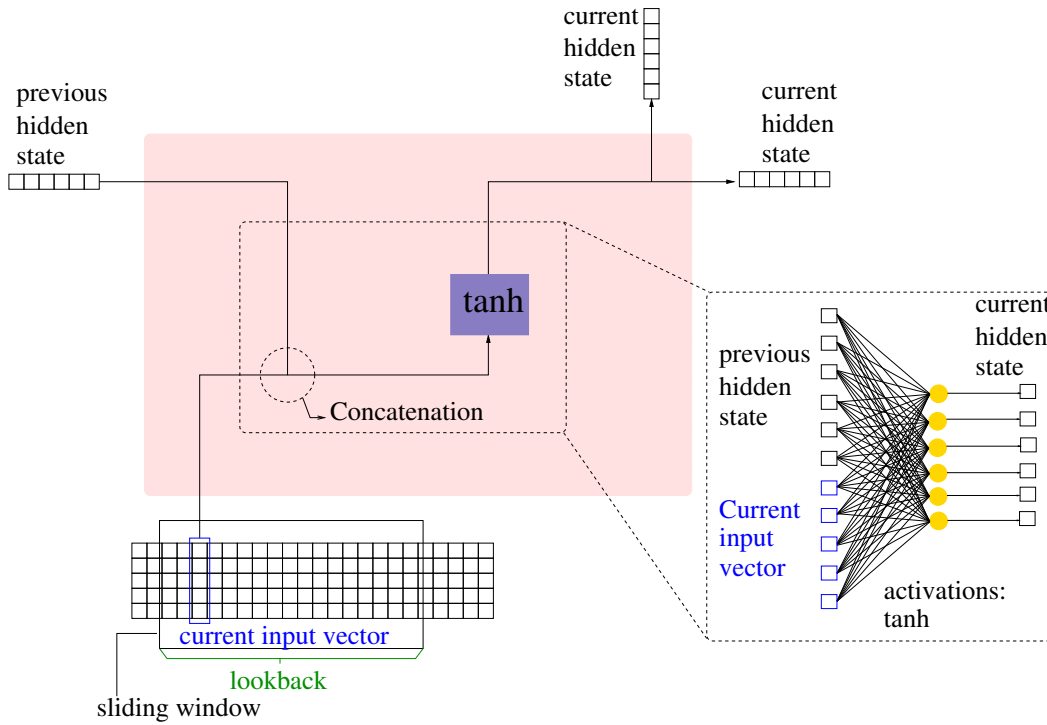 current
hidden
state
previous
hidden
state
current
hidden
state
tanh
Concatenation
current
hidden
state
previous
hidden
state
Current
input
vector
activations:
tanh
current input vector
lookback
sliding window